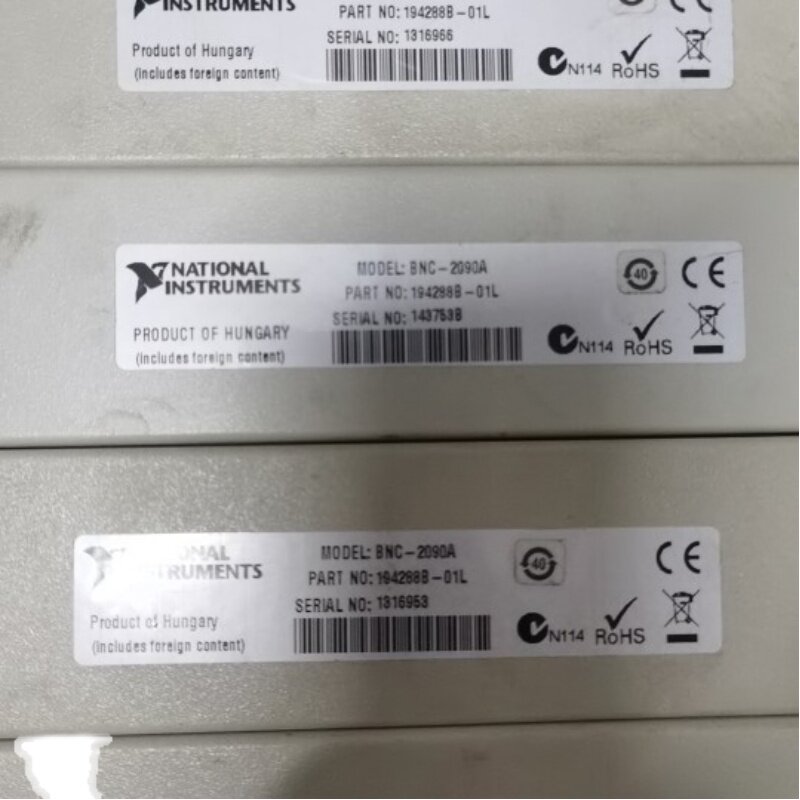 INSTRUMENTS
PART NO: 194288B-01L
SERIAL NO: 1316966
Product of Hungary
(includes foreign content)
N114
RoHS
NATIONAL
INSTRUMENTS
MODEL: BNC-2090A
PART NO: 194288B-01L
SERIAL NO: 143753B
PRODUCT OF HUNGARY
(includes foreign content)
40
CE
N114
RoHS
NAL
RUMENTS
MODEL: BNC-2090A
PART NO: 194288B-01L
SERIAL NO: 1316953
Product of Hungary
(includes foreign content)
40
CE
N114
RoHS